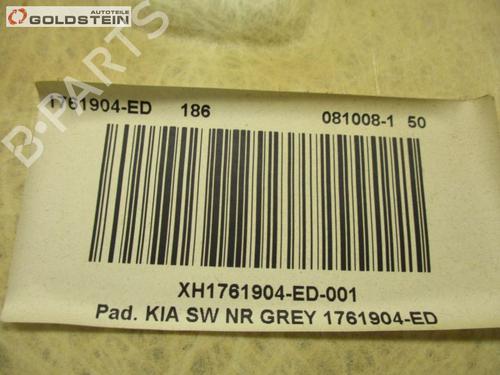 AUTOTEILE
GOLDSTEIN
B-PARTS
1761904-ED 186 081008-1 50
XH1761904-ED-001
Pad. KIA SW NR GREY 1761904-ED